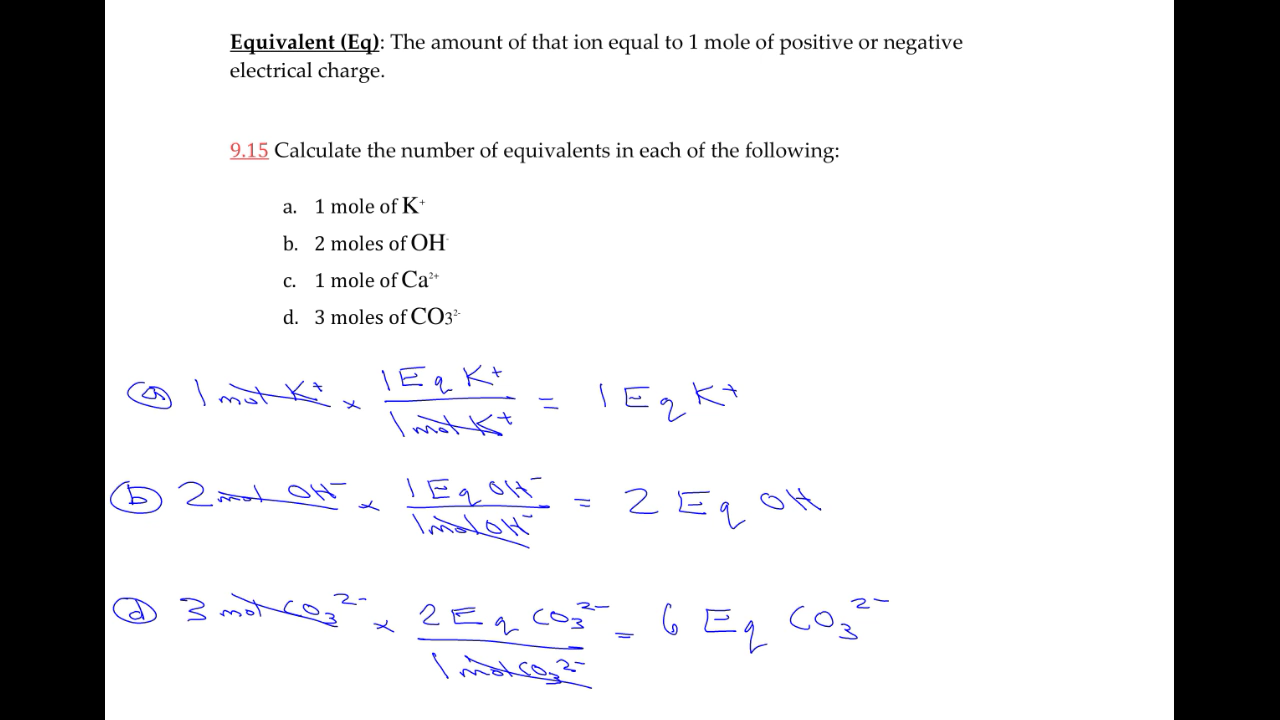 Equivalent (Eq): The amount of that ion equal to 1 mole of positive or negative
electrical charge.
9.15 Calculate the number of equivalents in each of the following:
a. 1 mole of K⁺
b. 2 moles of OH⁻
c. 1 mole of Ca²⁺
d. 3 moles of CO3²⁻
(a) 1 mol K⁺ × 1 Eq K⁺ / 1 mol K⁺ = 1 Eq K⁺
(b) 2 mol OH⁻ × 1 Eq OH⁻ / 1 mol OH⁻ = 2 Eq OH
(d) 3 mol CO₃²⁻ × 2 Eq CO₃²⁻ / 1 mol CO₃²⁻ = 6 Eq CO₃²⁻